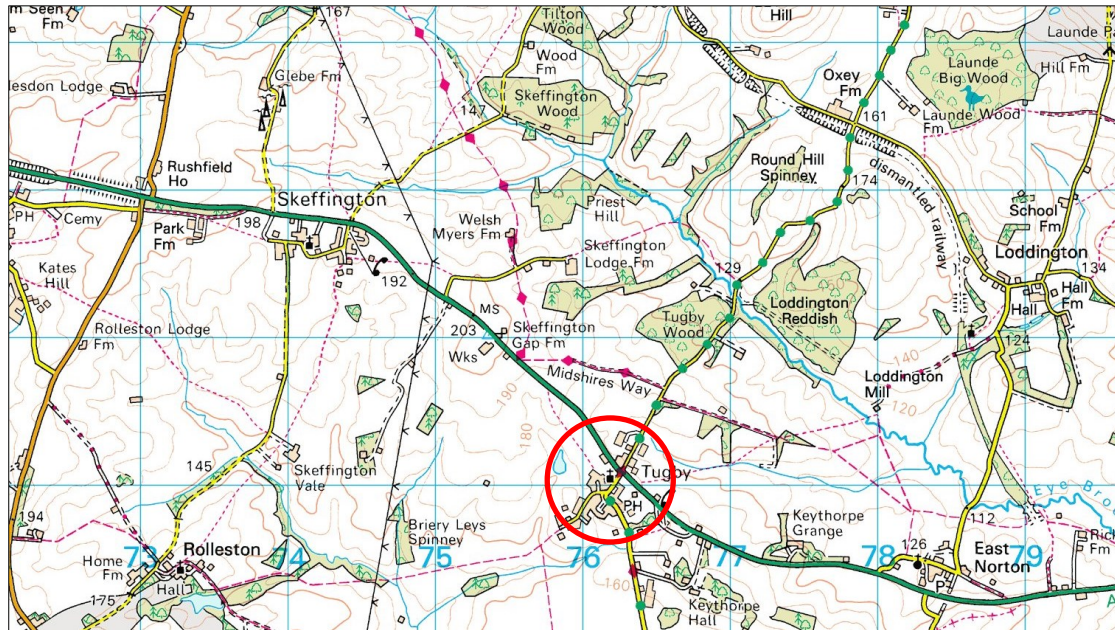 m Seen
Fm
167
Tilton
Wood
Wood
Fm
Hill
Launde
Big Wood
Hill Fm
Glebe Fm
147
Skeffington
Wood
Oxey
Fm
161
Launde Wood
Fm
Rushfield
Ho
Round Hill
Spinney
dismantled railway
174
PH
Cemy
Park
Fm
198
Skeffington
Welsh
Myers Fm
Priest
Hill
School
Fm
Kates
Hill
192
Skeffington
Lodge Fm
129
Loddington
134
Hall
Fm
Hall
Rolleston Lodge
Fm
MS
203
Skeffington
Gap Fm
Wks
Tugby
Wood
Loddington
Reddish
124
140
Midshires Way
Loddington
Mill
120
190
180
145
Skeffington
Vale
Tugby
PH
194
Briery Leys
Spinney
Keythorpe
Grange
112
73
74
75
76
77
78
79
Rolleston
Home
Fm
Hall
175
160
126
East
Norton
P
Keythorpe
Hall